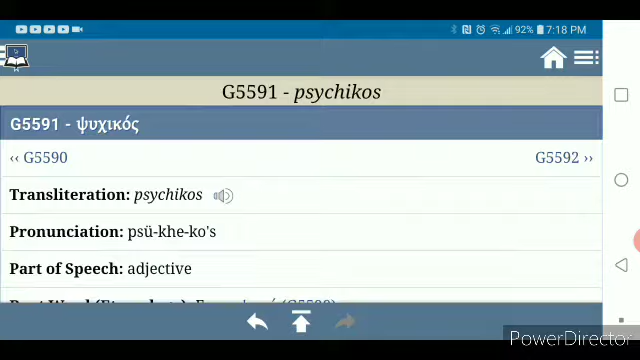 92% 7:18 PM
G5591 - psychikos
G5591 - ψυχικός
‹‹ G5590 G5592 ››
Transliteration: psychikos
Pronunciation: psü-khe-ko's
Part of Speech: adjective
PowerDirector